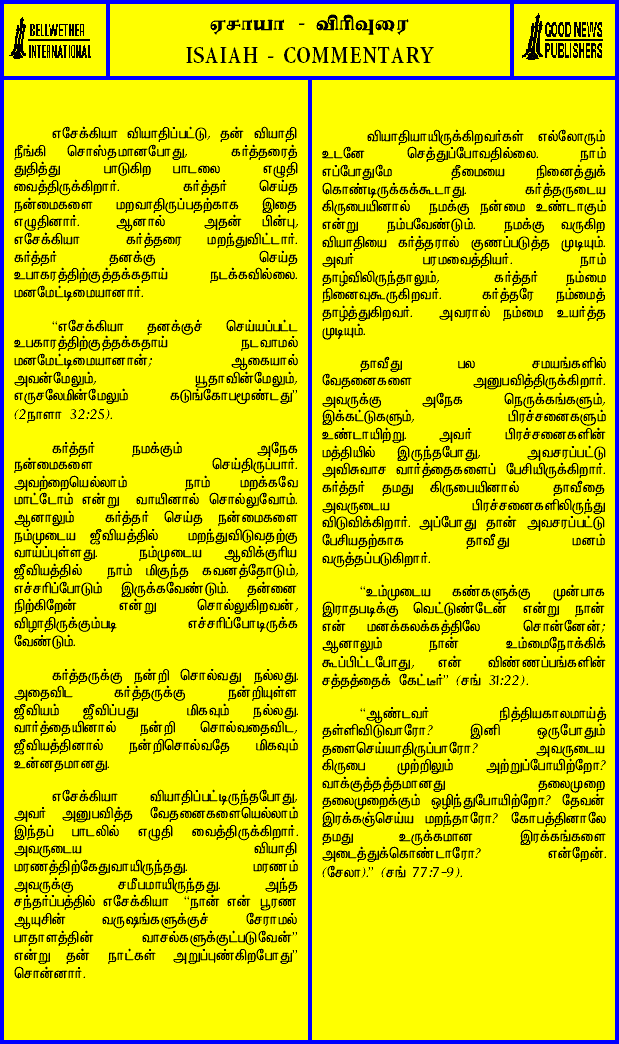 BELLWETHER
INTERNATIONAL
ஏசாயா - விரிவுரை
ISAIAH - COMMENTARY
GOOD NEWS
PUBLISHERS
எசேக்கியா வியாதிப்பட்டு, தன் வியாதி
நீங்கி சொஸ்தமானபோது, கர்த்தரைத்
துதித்து பாடுகிற பாடலை எழுதி
வைத்திருக்கிறார். கர்த்தர் செய்த
நன்மைகளை மறவாதிருப்பதற்காக இதை
எழுதினார். ஆனால் அதன் பின்பு,
எசேக்கியா கர்த்தரை மறந்துவிட்டார்.
கர்த்தர் தனக்கு செய்த
உபாகரத்திற்குத்தக்கதாய் நடக்கவில்லை.
மனமேட்டிமையானார்.
“எசேக்கியா தனக்குச் செய்யப்பட்ட
உபகாரத்திற்குத்தக்கதாய் நடவாமல்
மனமேட்டிமையானான்; ஆகையால்
அவன்மேலும், யூதாவின்மேலும்,
எருசலேமின்மேலும் கடுங்கோபமூண்டது”
(2நாளா 32:25).
கர்த்தர் நமக்கும் அநேக
நன்மைகளை செய்திருப்பார்.
அவற்றையெல்லாம் நாம் மறக்கவே
மாட்டோம் என்று வாயினால் சொல்லுவோம்.
ஆனாலும் கர்த்தர் செய்த நன்மைகளை
நம்முடைய ஜீவியத்தில் மறந்துவிடுவதற்கு
வாய்ப்புள்ளது. நம்முடைய ஆவிக்குரிய
ஜீவியத்தில் நாம் மிகுந்த கவனத்தோடும்,
எச்சரிப்போடும் இருக்கவேண்டும். தன்னை
நிற்கிறேன் என்று சொல்லுகிறவன்,
விழாதிருக்கும்படி எச்சரிப்போடிருக்க
வேண்டும்.
கர்த்தருக்கு நன்றி சொல்வது நல்லது.
அதைவிட கர்த்தருக்கு நன்றியுள்ள
ஜீவியம் ஜீவிப்பது மிகவும் நல்லது.
வார்த்தையினால் நன்றி சொல்வதைவிட,
ஜீவியத்தினால் நன்றிசொல்வதே மிகவும்
உன்னதமானது.
எசேக்கியா வியாதிப்பட்டிருந்தபோது,
அவர் அனுபவித்த வேதனைகளையெல்லாம்
இந்தப் பாடலில் எழுதி வைத்திருக்கிறார்.
அவருடைய வியாதி
மரணத்திற்கேதுவாயிருந்தது. மரணம்
அவருக்கு சமீபமாயிருந்தது. அந்த
சந்தர்ப்பத்தில் எசேக்கியா “நான் என் பூரண
ஆயுசின் வருஷங்களுக்குச் சேராமல்
பாதாளத்தின் வாசல்களுக்குட்படுவேன்”
என்று தன் நாட்கள் அறுப்புண்கிறபோது”
சொன்னார்.
வியாதியாயிருக்கிறவர்கள் எல்லோரும்
உடனே செத்துப்போவதில்லை. நாம்
எப்போதுமே தீமையை நினைத்துக்
கொண்டிருக்கக்கூடாது. கர்த்தருடைய
கிருபையினால் நமக்கு நன்மை உண்டாகும்
என்று நம்பவேண்டும். நமக்கு வருகிற
வியாதியை கர்த்தரால் குணப்படுத்த முடியும்.
அவர் பரமவைத்தியர். நாம்
தாழ்விலிருந்தாலும், கர்த்தர் நம்மை
நினைவுகூருகிறவர். கர்த்தரே நம்மைத்
தாழ்த்துகிறவர். அவரால் நம்மை உயர்த்த
முடியும்.
தாவீது பல சமயங்களில்
வேதனைகளை அனுபவித்திருக்கிறார்.
அவருக்கு அநேக நெருக்கங்களும்,
இக்கட்டுகளும், பிரச்சனைகளும்
உண்டாயிற்று. அவர் பிரச்சனைகளின்
மத்தியில் இருந்தபோது, அவசரப்பட்டு
அவிசுவாச வார்த்தைகளைப் பேசியிருக்கிறார்.
கர்த்தர் தமது கிருபையினால் தாவீதை
அவருடைய பிரச்சனைகளிலிருந்து
விடுவிக்கிறார். அப்போது தான் அவசரப்பட்டு
பேசியதற்காக தாவீது மனம்
வருத்தப்படுகிறார்.
“உம்முடைய கண்களுக்கு முன்பாக
இராதபடிக்கு வெட்டுண்டேன் என்று நான்
என் மனக்கலக்கத்திலே சொன்னேன்;
ஆனாலும் நான் உம்மைநோக்கிக்
கூப்பிட்டபோது, என் விண்ணப்பங்களின்
சத்தத்தைக் கேட்டீர்” (சங் 31:22).
“ஆண்டவர் நித்தியகாலமாய்த்
தள்ளிவிடுவாரோ? இனி ஒருபோதும்
தளைசெய்யாதிருப்பாரோ? அவருடைய
கிருபை முற்றிலும் அற்றுப்போயிற்றோ?
வாக்குத்தத்தமானது தலைமுறை
தலைமுறைக்கும் ஒழிந்துபோயிற்றோ? தேவன்
இரக்கஞ்செய்ய மறந்தாரோ? கோபத்தினாலே
தமது உருக்கமான இரக்கங்களை
அடைத்துக்கொண்டாரோ? என்றேன்.
(சேலா).” (சங் 77:7-9).